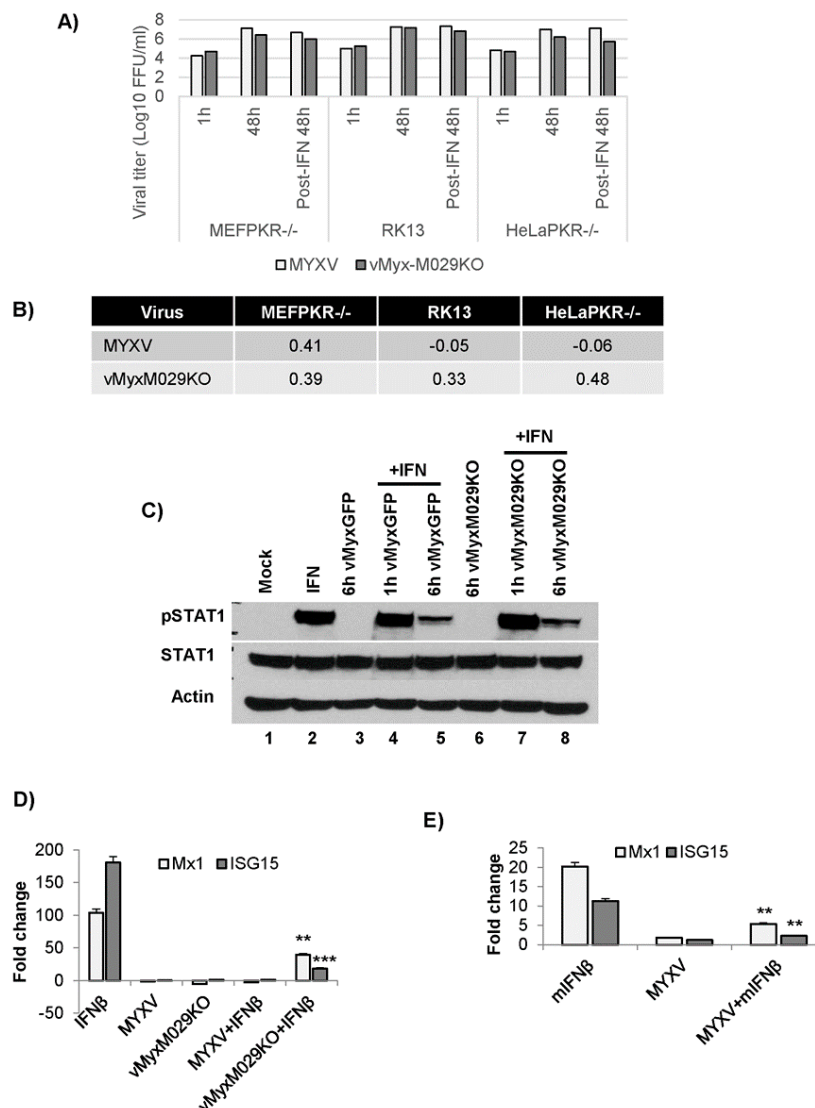 A)
Viral titer (Log10 FFU/ml)
8
6
4
2
0
1h
48h
Post-IFN 48h
1h
48h
Post-IFN 48h
1h
48h
Post-IFN 48h
MEFPKR-/- RK13 HeLaPKR-/-
MYXV vMyx-M029KO
B)
Virus MEFPKR-/- RK13 HeLaPKR-/-
MYXV 0.41 -0.05 -0.06
vMyxM029KO 0.39 0.33 0.48
C)
+IFN +IFN
Mock
IFN
6h vMyxGFP
1h vMyxGFP
6h vMyxGFP
6h vMyxM029KO
1h vMyxM029KO
6h vMyxM029KO
pSTAT1
STAT1
Actin
1 2 3 4 5 6 7 8
D)
Mx1 ISG15
Fold change
200
150
100
50
0
-50
** ***
IFNβ
MYXV
vMyxM029KO
MYXV+IFNβ
vMyxM029KO+IFNβ
E)
Mx1 ISG15
Fold change
25
20
15
10
5
0
** **
mIFNβ
MYXV
MYXV+mIFNβ